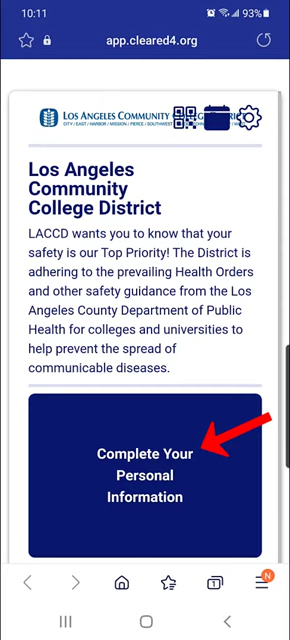 10:11
93%
app.cleared4.org
LOS ANGELES COMMUNITY COLLEGE
CITY / EAST / HARBOR / MISSION / PIERCE / SOUTHWEST
Los Angeles
Community
College District
LACCD wants you to know that your
safety is our Top Priority! The District is
adhering to the prevailing Health Orders
and other safety guidance from the Los
Angeles County Department of Public
Health for colleges and universities to
help prevent the spread of
communicable diseases.
Complete Your
Personal
Information
1
N